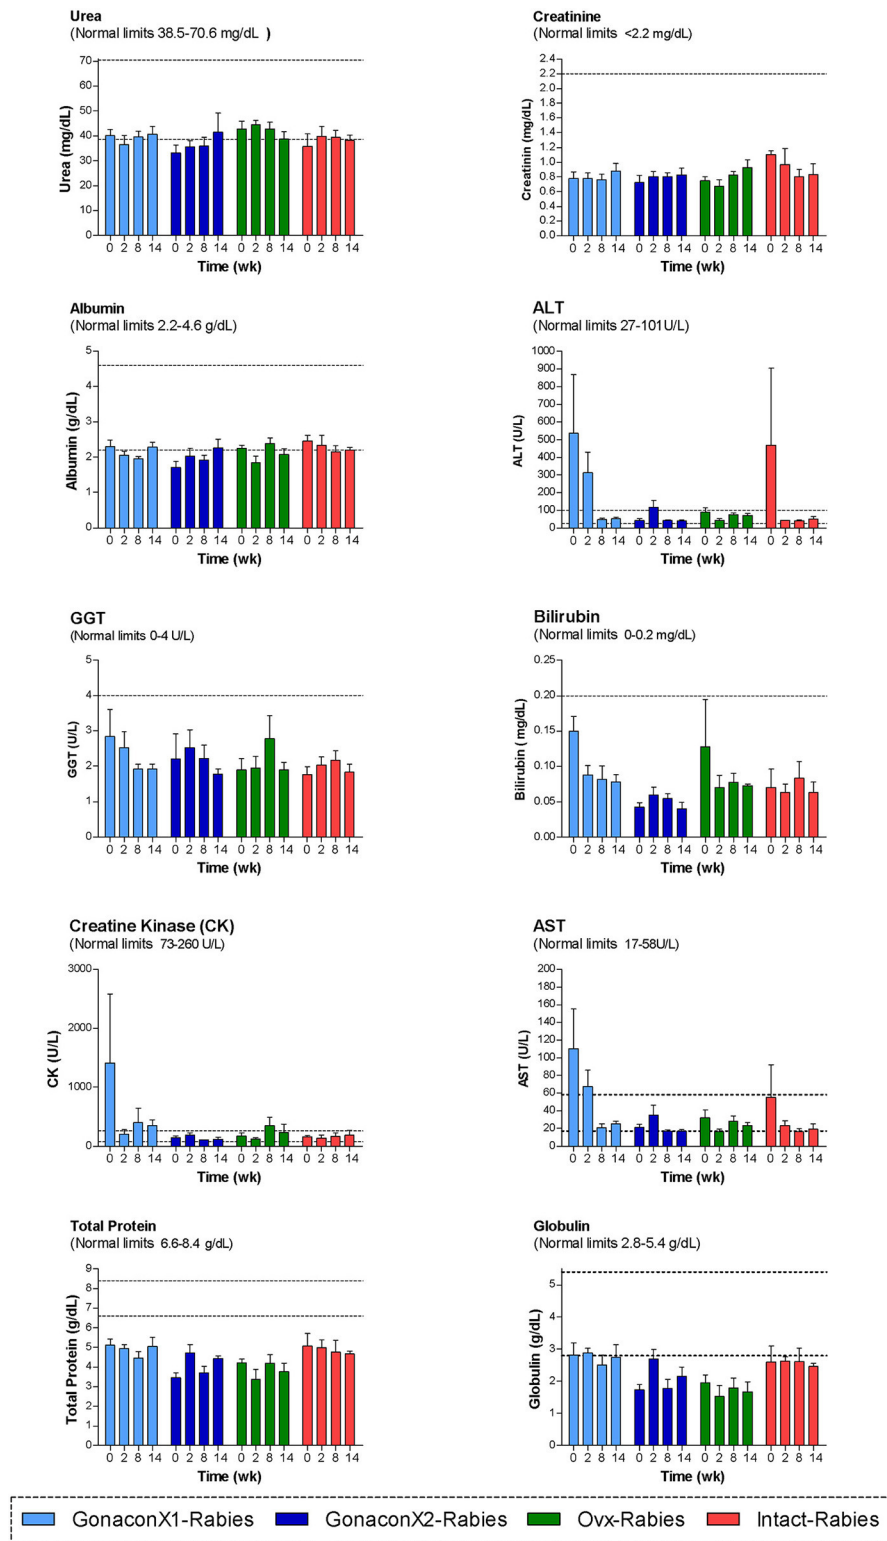 Urea
(Normal limits 38.5-70.6 mg/dL )
Urea (mg/dL)
70
60
50
40
30
20
10
0
0 2 8 14 0 2 8 14 0 2 8 14 0 2 8 14
Time (wk)
Creatinine
(Normal limits <2.2 mg/dL)
Creatinin (mg/dL)
2.4
2.2
2.0
1.8
1.6
1.4
1.2
1.0
0.8
0.6
0.4
0.2
0.0
0 2 8 14 0 2 8 14 0 2 8 14 0 2 8 14
Time (wk)
Albumin
(Normal limits 2.2-4.6 g/dL)
Albumin (g/dL)
5
4
3
2
1
0
0 2 8 14 0 2 8 14 0 2 8 14 0 2 8 14
Time (wk)
ALT
(Normal limits 27-101U/L)
ALT (U/L)
1000
900
800
700
600
500
400
300
200
100
0
0 2 8 14 0 2 8 14 0 2 8 14 0 2 8 14
Time (wk)
GGT
(Normal limits 0-4 U/L)
GGT (U/L)
5
4
3
2
1
0
0 2 8 14 0 2 8 14 0 2 8 14 0 2 8 14
Time (wk)
Bilirubin
(Normal limits 0-0.2 mg/dL)
Bilirubin ( mg/dL)
0.25
0.20
0.15
0.10
0.05
0.00
0 2 8 14 0 2 8 14 0 2 8 14 0 2 8 14
Time (wk)
Creatine Kinase (CK)
(Normal limits 73-260 U/L)
CK (U/L)
3000
2000
1000
0
0 2 8 14 0 2 8 14 0 2 8 14 0 2 8 14
Time (wk)
AST
(Normal limits 17-58U/L)
AST (U/L)
200
180
160
140
120
100
80
60
40
20
0
0 2 8 14 0 2 8 14 0 2 8 14 0 2 8 14
Time (wk)
Total Protein
(Normal limits 6.6-8.4 g/dL)
Total Protein (g/dL)
9
8
7
6
5
4
3
2
1
0
0 2 8 14 0 2 8 14 0 2 8 14 0 2 8 14
Time (wk)
Globulin
(Normal limits 2.8-5.4 g/dL)
Globulin (g/dL)
5
4
3
2
1
0
0 2 8 14 0 2 8 14 0 2 8 14 0 2 8 14
Time (wk)
GonaconX1-Rabies GonaconX2-Rabies Ovx-Rabies Intact-Rabies